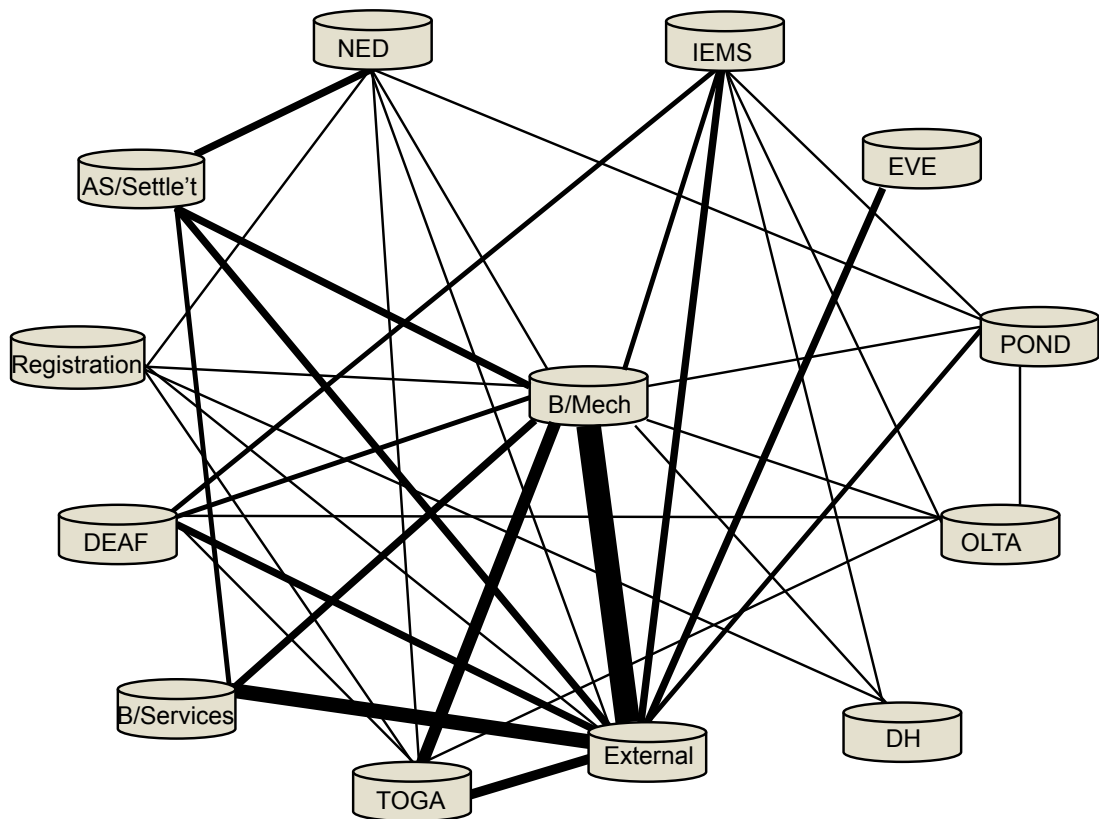 NED
IEMS
EVE
AS/Settle’t
POND
Registration
B/Mech
DEAF
OLTA
B/Services
External
DH
TOGA